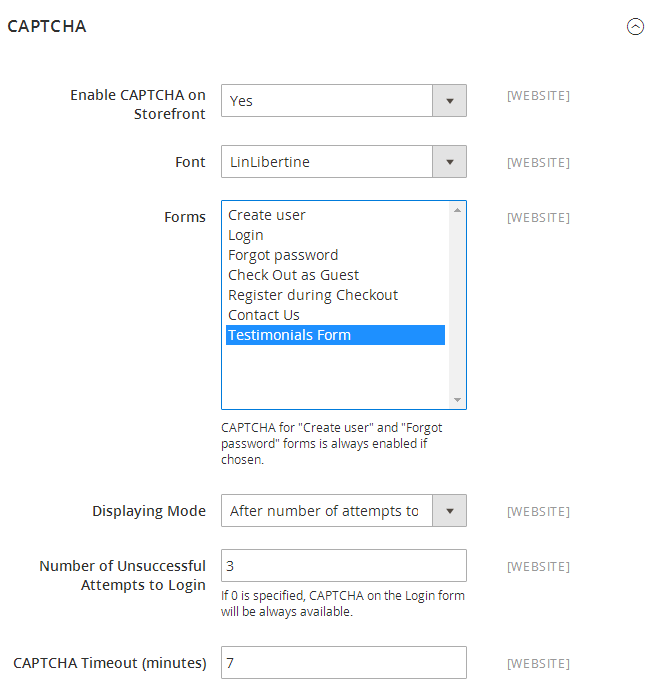 CAPTCHA
Enable CAPTCHA on
Storefront
Yes
[WEBSITE]
Font
LinLibertine
[WEBSITE]
Forms
Create user
Login
Forgot password
Check Out as Guest
Register during Checkout
Contact Us
Testimonials Form
[WEBSITE]
CAPTCHA for "Create user" and "Forgot
password" forms is always enabled if
chosen.
Displaying Mode
After number of attempts to
[WEBSITE]
Number of Unsuccessful
Attempts to Login
3
[WEBSITE]
If 0 is specified, CAPTCHA on the Login form
will be always available.
CAPTCHA Timeout (minutes)
7
[WEBSITE]